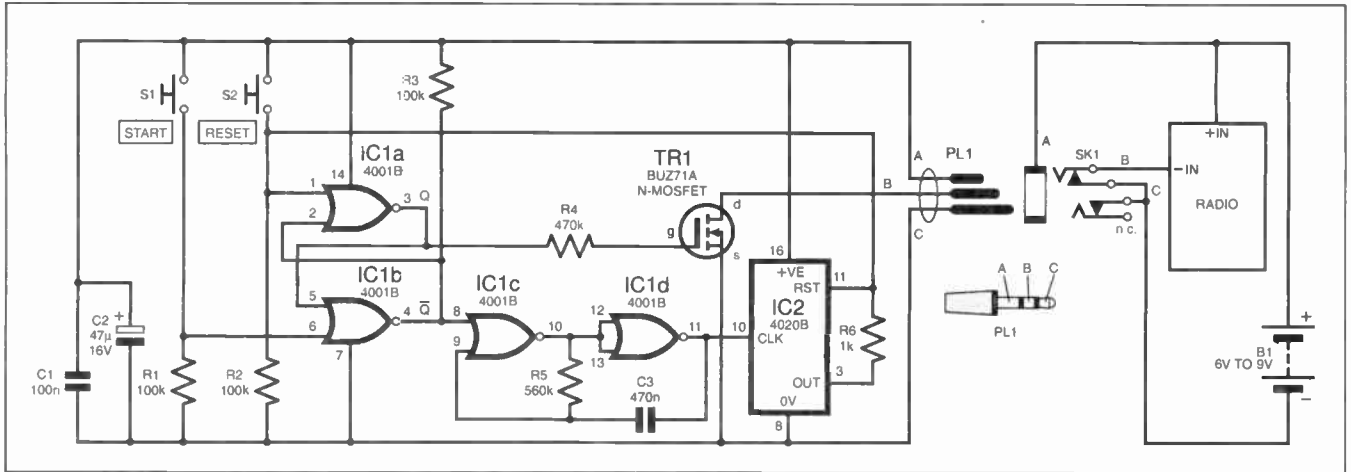 S1
START
S2
RESET
R3
100k
IC1a
4001B
14
1
2
3
Q
IC1b
4001B
5
6
4
Q̅
7
R4
470k
TR1
BUZ71A
N-MOSFET
g
d
s
IC1c
4001B
8
9
10
IC1d
4001B
12
13
11
R5
560k
C3
470n
C1
100n
C2
47µ
16V
+
R1
100k
R2
100k
16
+VE
RST
11
IC2
4020B
10
CLK
OUT
3
0V
8
R6
1k
A
B
C
PL1
A
SK1
B
C
n c.
+IN
−IN
RADIO
A
B
C
PL1
+
B1
6V TO 9V
−